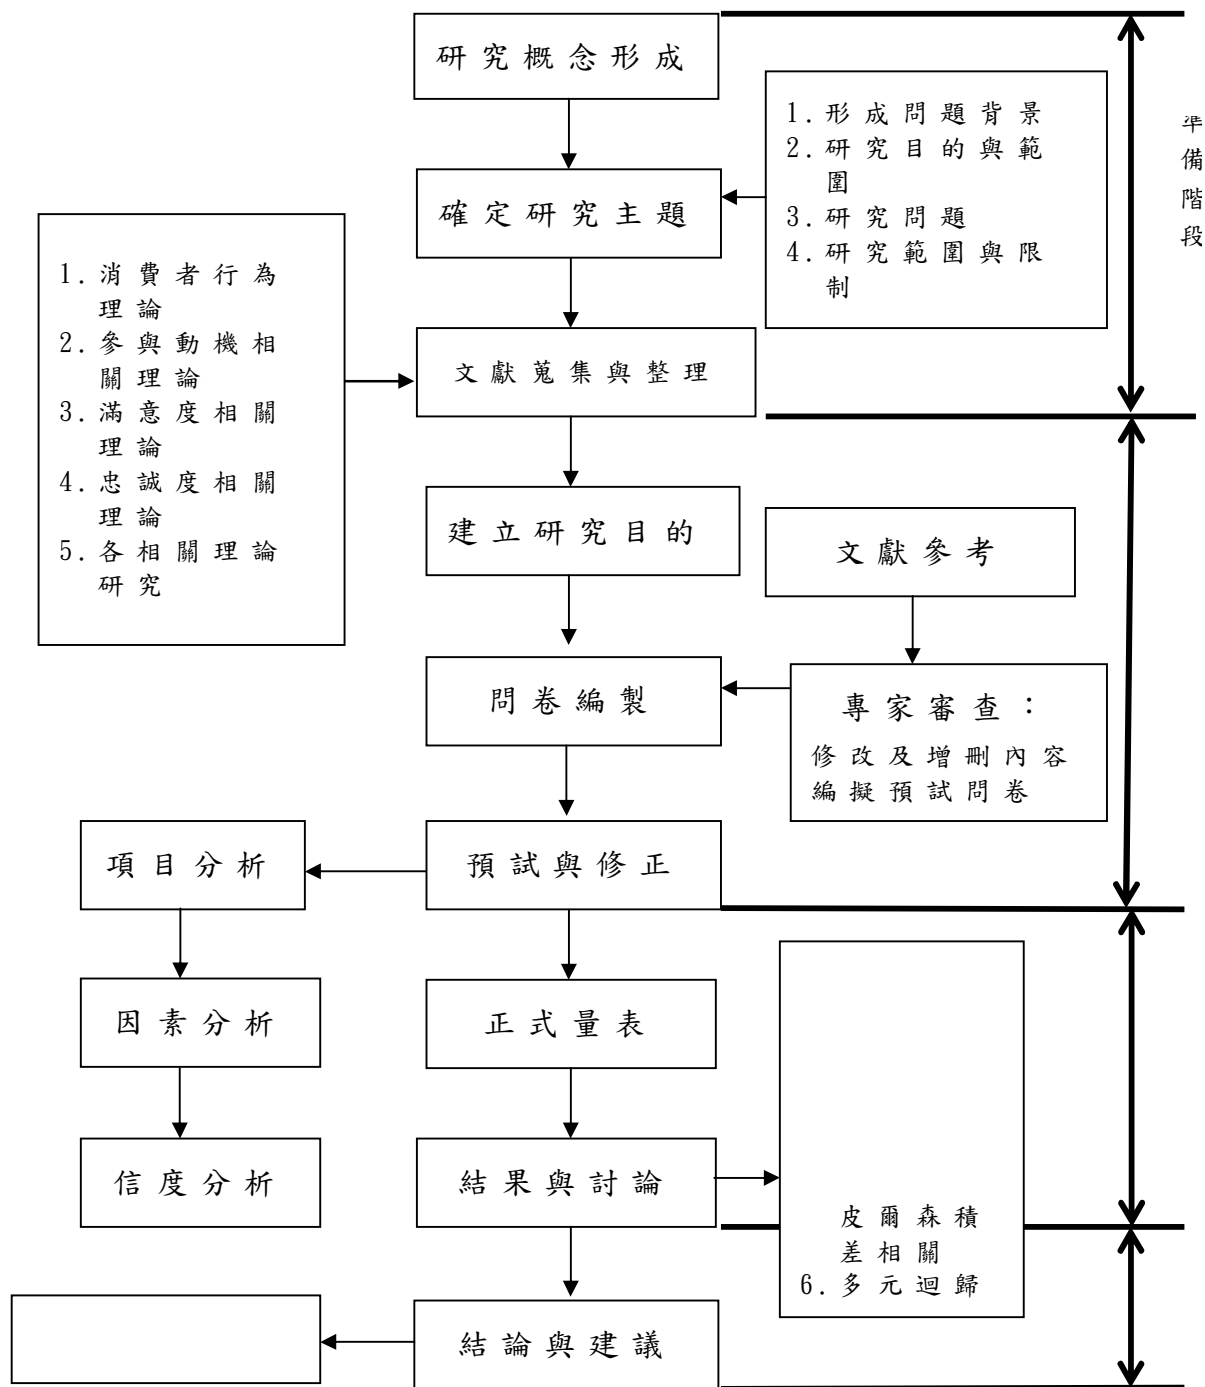 研究概念形成
1.形成問題背景
2.研究目的與範
圍
3.研究問題
4.研究範圍與限
制
準
備
階
段
確定研究主題
1.消費者行為
理論
2.參與動機相
關理論
3.滿意度相關
理論
4.忠誠度相關
理論
5.各相關理論
研究
文獻蒐集與整理
建立研究目的
文獻參考
問卷編製
專家審查：
修改及增刪內容
編擬預試問卷
項目分析
預試與修正
因素分析
正式量表
信度分析
結果與討論
皮爾森積
差相關
6.多元迴歸
結論與建議